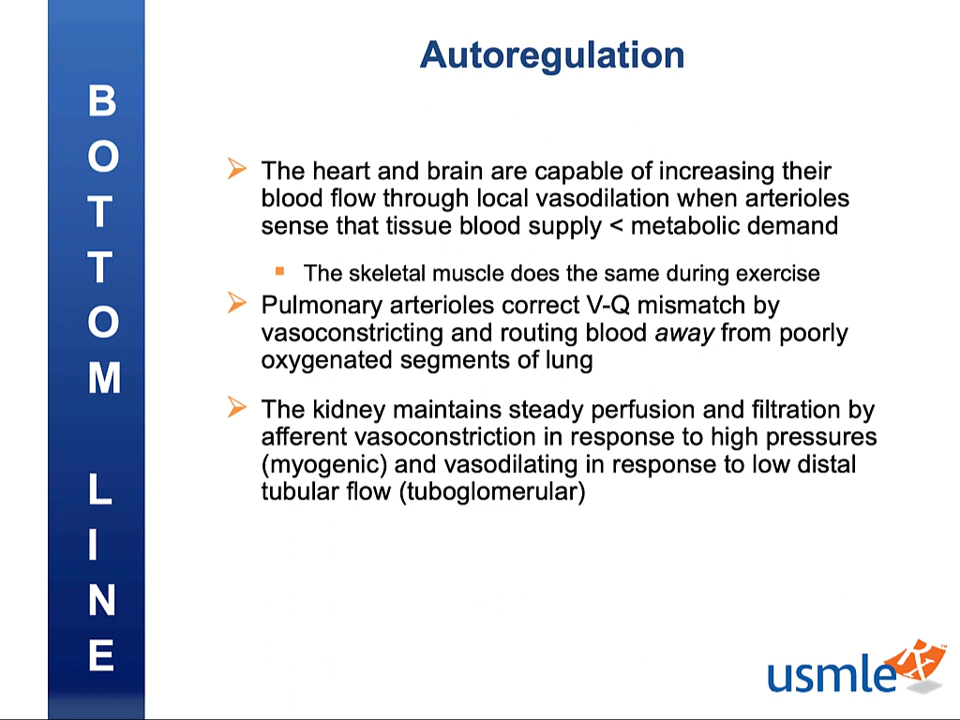 Autoregulation
BOTTOM LINE
➢ The heart and brain are capable of increasing their
blood flow through local vasodilation when arterioles
sense that tissue blood supply < metabolic demand
▪ The skeletal muscle does the same during exercise
➢ Pulmonary arterioles correct V-Q mismatch by
vasoconstricting and routing blood away from poorly
oxygenated segments of lung
➢ The kidney maintains steady perfusion and filtration by
afferent vasoconstriction in response to high pressures
(myogenic) and vasodilating in response to low distal
tubular flow (tuboglomerular)
usmle Rx™